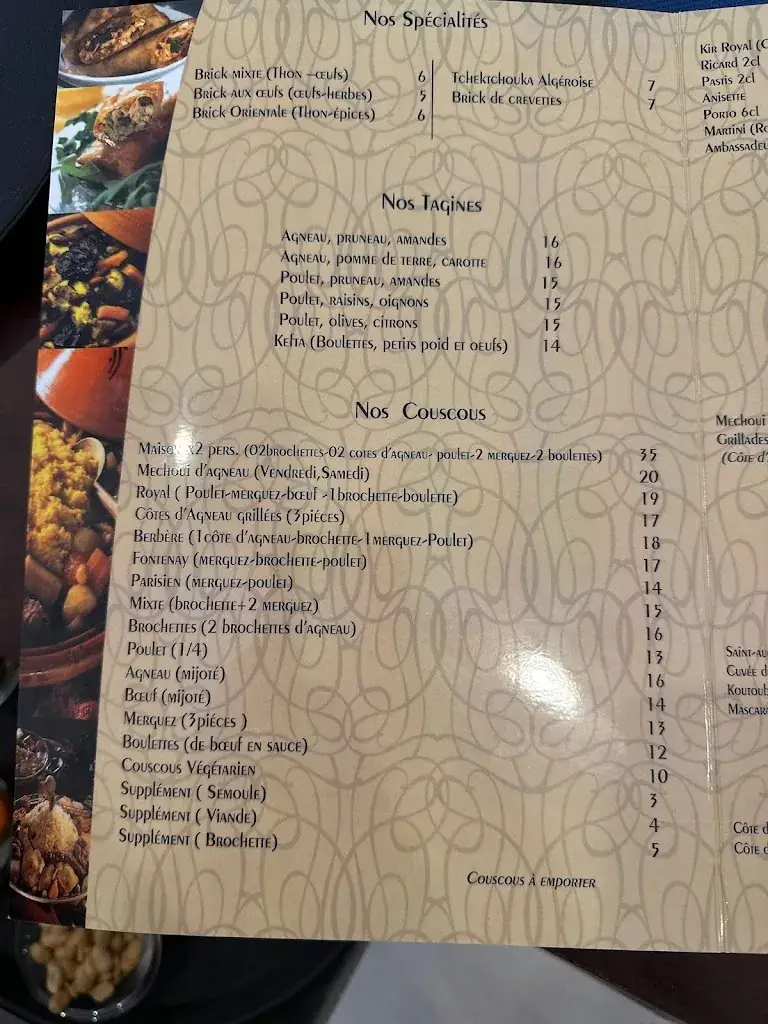 Nos Spécialités
Brick mixte (Thon -œufs) 6
Brick aux œufs (œufs-herbes) 5
Brick Orientale (Thon-épices) 6
Tchektchouka Algéroise 7
Brick de crevettes 7
Nos Tagines
Agneau, pruneau, amandes 16
Agneau, pomme de terre, carotte 16
Poulet, pruneau, amandes 15
Poulet, raisins, oignons 15
Poulet, olives, citrons 15
Kefta (Boulettes, petits poid et oeufs) 14
Nos Couscous
Maison x2 pers. (02brochettes-02 cotes d'agneau- poulet-2 merguez-2 boulettes) 35
Mechoui d'agneau (Vendredi,Samedi) 20
Royal ( Poulet-merguez-bœuf -1brochette-boulette) 19
Côtes d'Agneau grillées (3piéces) 17
Berbère (1côte d'agneau-brochette-1merguez-Poulet) 18
Fontenay (merguez-brochette-poulet) 17
Parisien (merguez-poulet) 14
Mixte (brochette+2 merguez) 15
Brochettes (2 brochettes d'agneau) 16
Poulet (1/4) 13
Agneau (mijoté) 16
Bœuf (mijoté) 14
Merguez (3piéces ) 13
Boulettes (de bœuf en sauce) 12
Couscous Végétarien 10
Supplément ( Semoule) 3
Supplément ( Viande) 4
Supplément ( Brochette) 5
Couscous à emporter
Kir Royal
Ricard 2cl
Pastis 2cl
Anisette
Porto 6cl
Martini
Mechoui
Grillades
(Côte
Cuvée
Côte
Côte